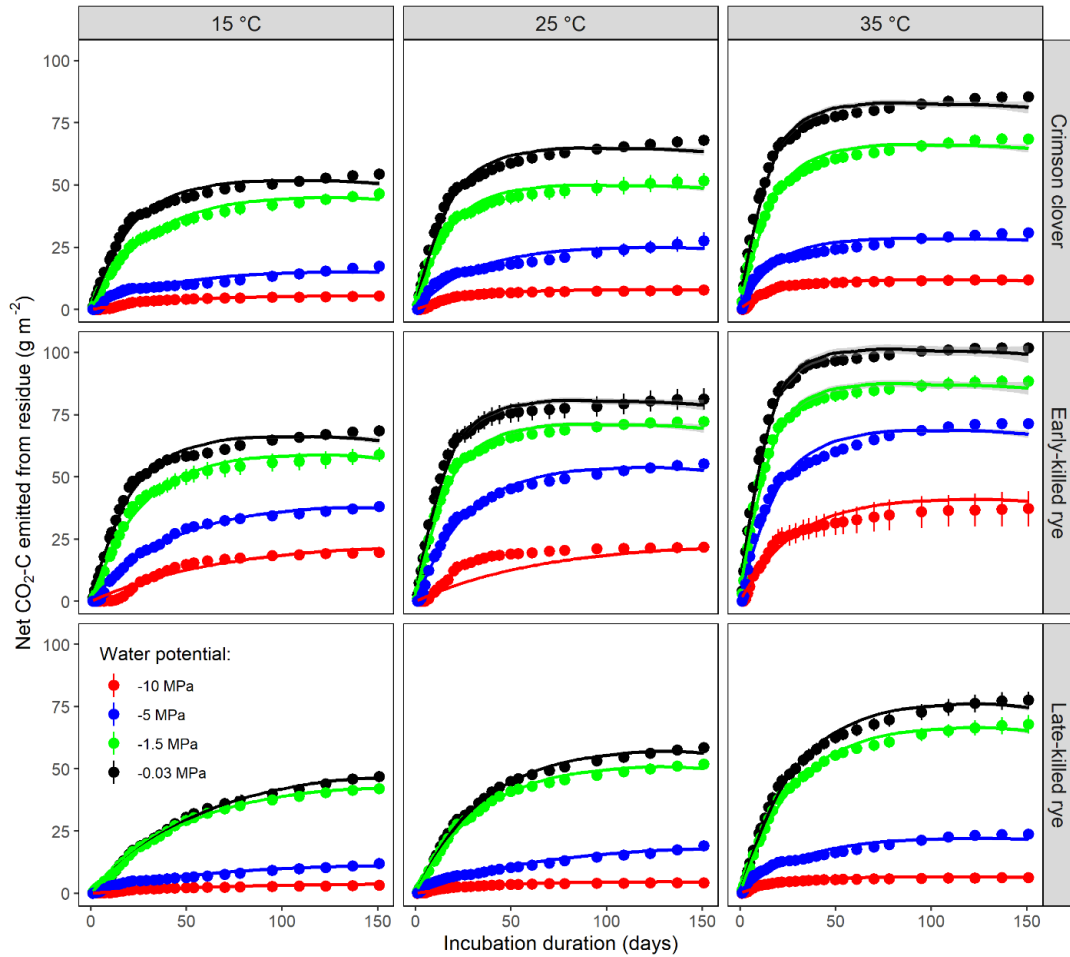 15 °C
25 °C
35 °C
Net CO₂-C emitted from residue (g m⁻²)
100
75
50
25
0
Crimson clover
100
75
50
25
0
Early-killed rye
100
75
50
25
0
Late-killed rye
Water potential:
-10 MPa
-5 MPa
-1.5 MPa
-0.03 MPa
0 50 100 150
0 50 100 150
0 50 100 150
Incubation duration (days)